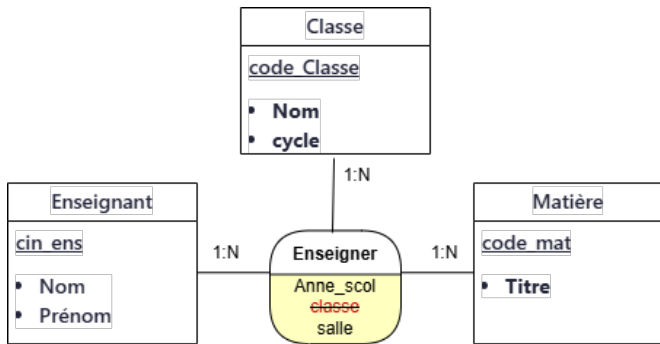 Classe
code_Classe
• Nom
• cycle
1:N
Enseignant
cin_ens
• Nom
• Prénom
1:N
Enseigner
Anne_scol
classe
salle
1:N
Matière
code_mat
• Titre